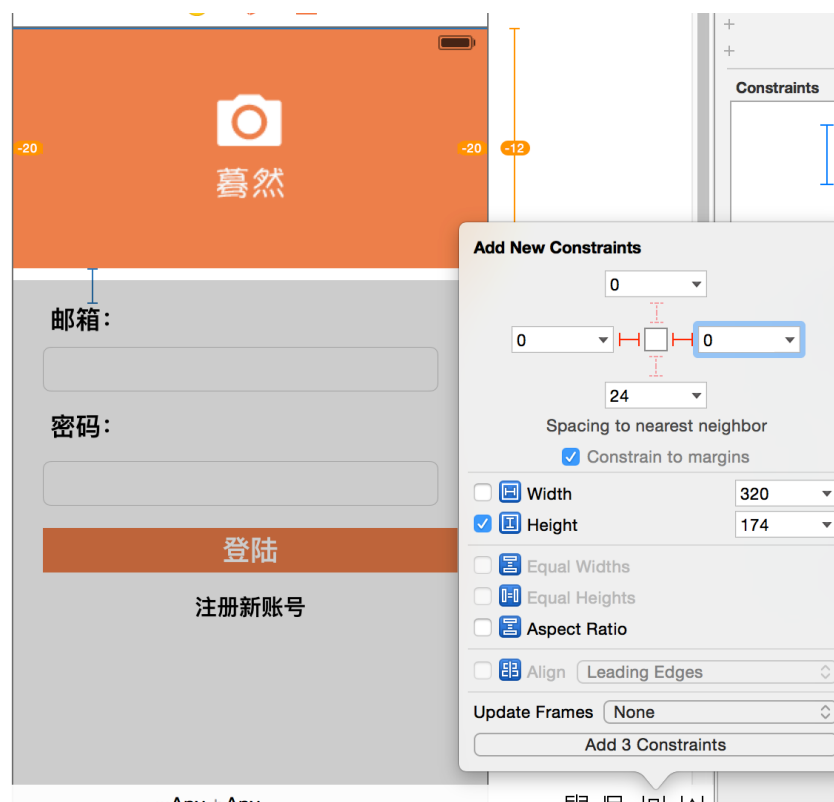 -20
-20
-12
蓦然
Constraints
Add New Constraints
0
0
0
24
Spacing to nearest neighbor
Constrain to margins
Width
320
Height
174
Equal Widths
Equal Heights
Aspect Ratio
Align
Leading Edges
Update Frames
None
Add 3 Constraints
邮箱：
密码：
登陆
注册新账号